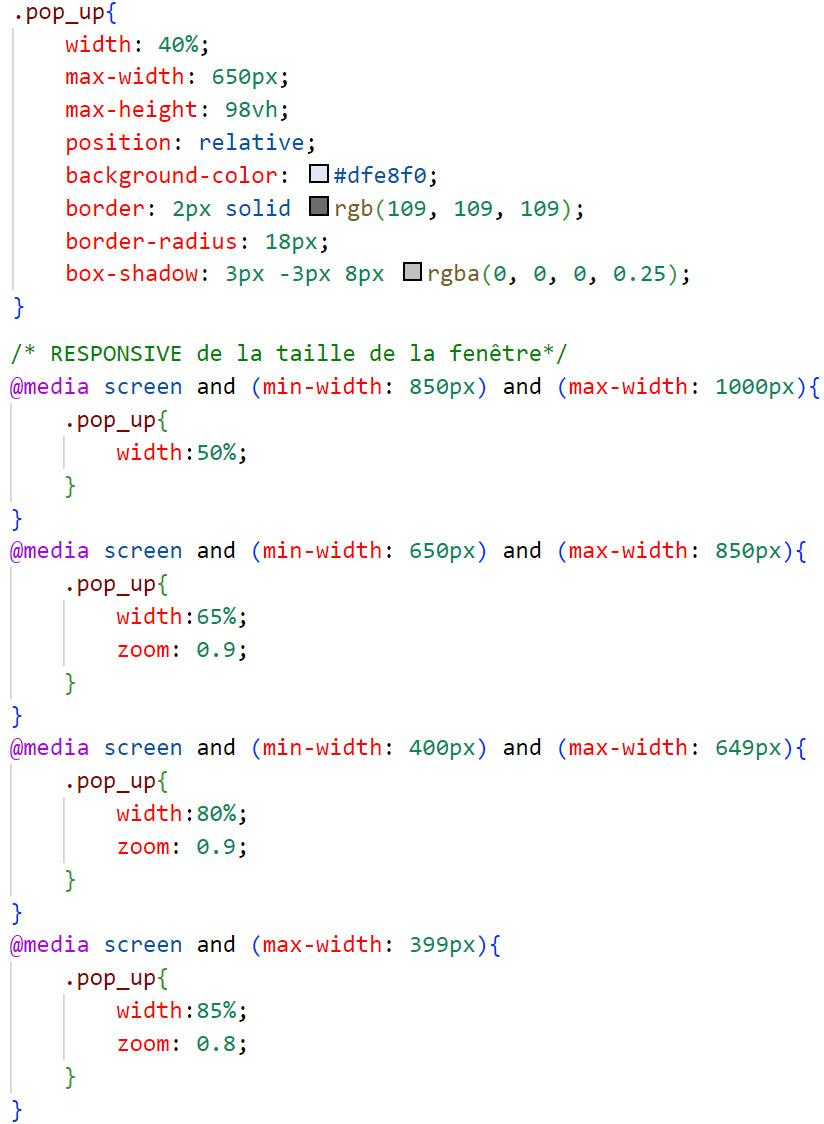 .pop_up{
width: 40%;
max-width: 650px;
max-height: 98vh;
position: relative;
background-color: #dfe8f0;
border: 2px solid rgb(109, 109, 109);
border-radius: 18px;
box-shadow: 3px -3px 8px rgba(0, 0, 0, 0.25);
}
/* RESPONSIVE de la taille de la fenêtre*/
@media screen and (min-width: 850px) and (max-width: 1000px){
.pop_up{
width:50%;
}
}
@media screen and (min-width: 650px) and (max-width: 850px){
.pop_up{
width:65%;
zoom: 0.9;
}
}
@media screen and (min-width: 400px) and (max-width: 649px){
.pop_up{
width:80%;
zoom: 0.9;
}
}
@media screen and (max-width: 399px){
.pop_up{
width:85%;
zoom: 0.8;
}
}